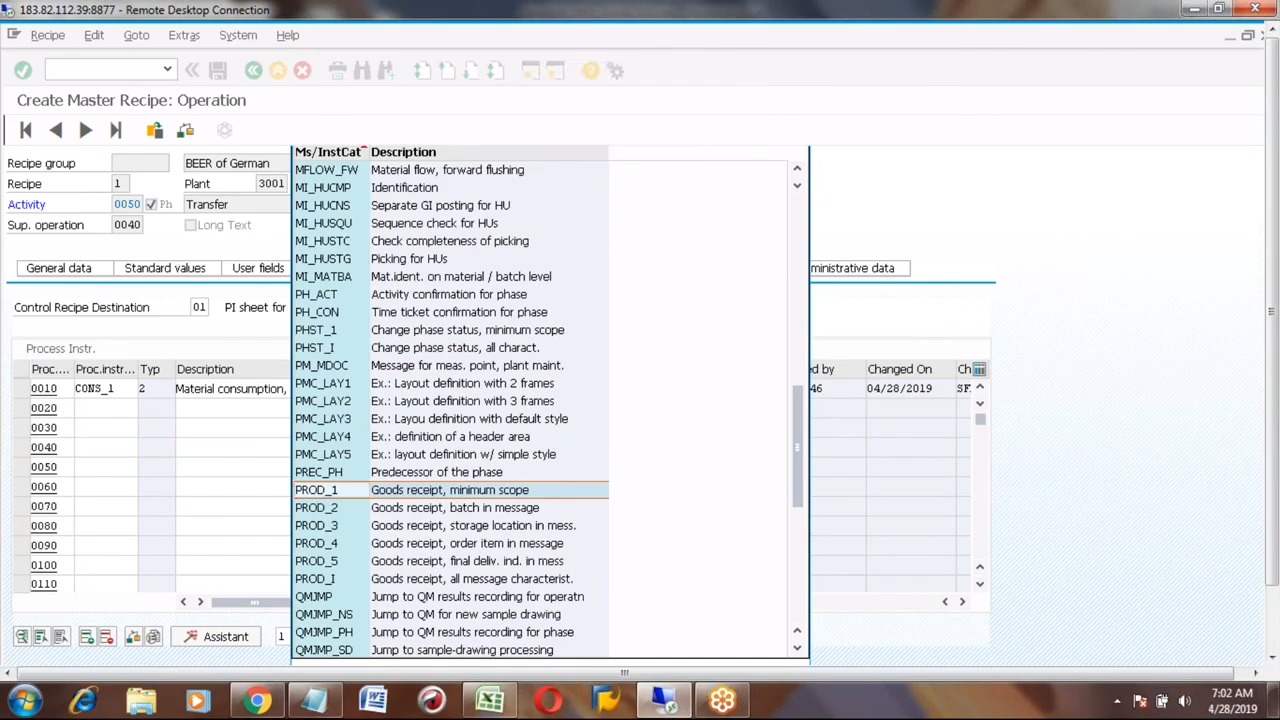 183.82.112.39:8877 - Remote Desktop Connection
Recipe Edit Goto Extras System Help
Create Master Recipe: Operation
Recipe group BEER of German
Recipe 1 Plant 3001
Activity 0050 Ph Transfer
Sup. operation 0040 Long Text
General data Standard values User fields ministrative data
Control Recipe Destination 01 PI sheet for
Process Instr.
Proc.... Proc.instr... Typ Description ed by Changed On Ch
0010 CONS_1 2 Material consumption, 46 04/28/2019 SF
0020
0030
0040
0050
0060
0070
0080
0090
0100
0110
Assistant 1
Ms/InstCat Description
MFLOW_FW Material flow, forward flushing
MI_HUCMP Identification
MI_HUCNS Separate GI posting for HU
MI_HUSQU Sequence check for HUs
MI_HUSTC Check completeness of picking
MI_HUSTG Picking for HUs
MI_MATBA Mat.ident. on material / batch level
PH_ACT Activity confirmation for phase
PH_CON Time ticket confirmation for phase
PHST_1 Change phase status, minimum scope
PHST_I Change phase status, all charact.
PM_MDOC Message for meas. point, plant maint.
PMC_LAY1 Ex.: Layout definition with 2 frames
PMC_LAY2 Ex.: Layout definition with 3 frames
PMC_LAY3 Ex.: Layou definition with default style
PMC_LAY4 Ex.: definition of a header area
PMC_LAY5 Ex.: layout definition w/ simple style
PREC_PH Predecessor of the phase
PROD_1 Goods receipt, minimum scope
PROD_2 Goods receipt, batch in message
PROD_3 Goods receipt, storage location in mess.
PROD_4 Goods receipt, order item in message
PROD_5 Goods receipt, final deliv. ind. in mess
PROD_I Goods receipt, all message characterist.
QMJMP Jump to QM results recording for operatn
QMJMP_NS Jump to QM for new sample drawing
QMJMP_PH Jump to QM results recording for phase
QMJMP_SD Jump to sample-drawing processing
7:02 AM
4/28/2019